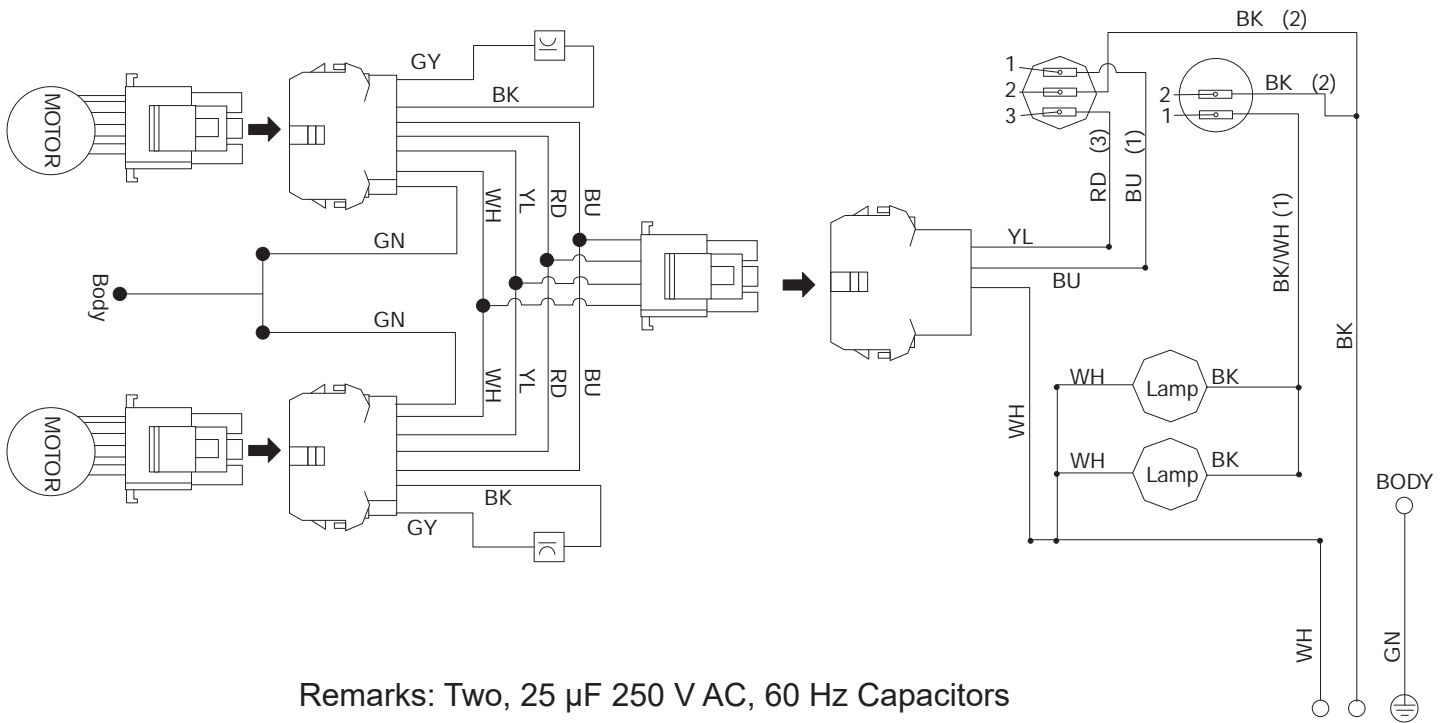 BK (2)
GY
BK
1
2
3
2
1
BK (2)
MOTOR
RD (3)
BU (1)
WH
YL
RD
BU
GN
YL
BU
BK/WH (1)
Body
GN
BK
WH
YL
RD
BU
WH
Lamp
BK
WH
WH
Lamp
BK
MOTOR
BK
GY
BODY
WH
GN
Remarks: Two, 25 µF 250 V AC, 60 Hz Capacitors